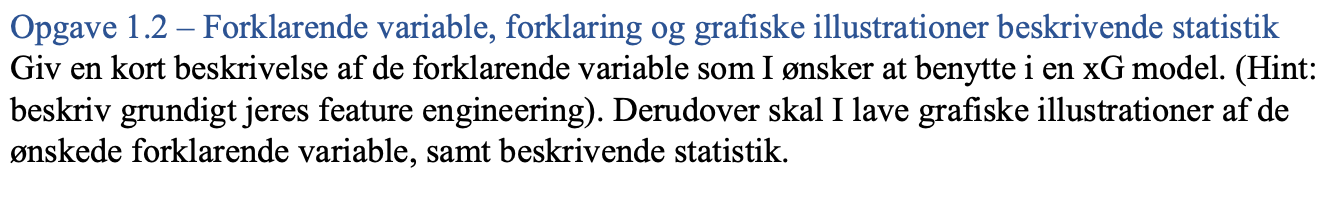 Opgave 1.2 – Forklarende variable, forklaring og grafiske illustrationer beskrivende statistik
Giv en kort beskrivelse af de forklarende variable som I ønsker at benytte i en xG model. (Hint:
beskriv grundigt jeres feature engineering). Derudover skal I lave grafiske illustrationer af de
ønskede forklarende variable, samt beskrivende statistik.